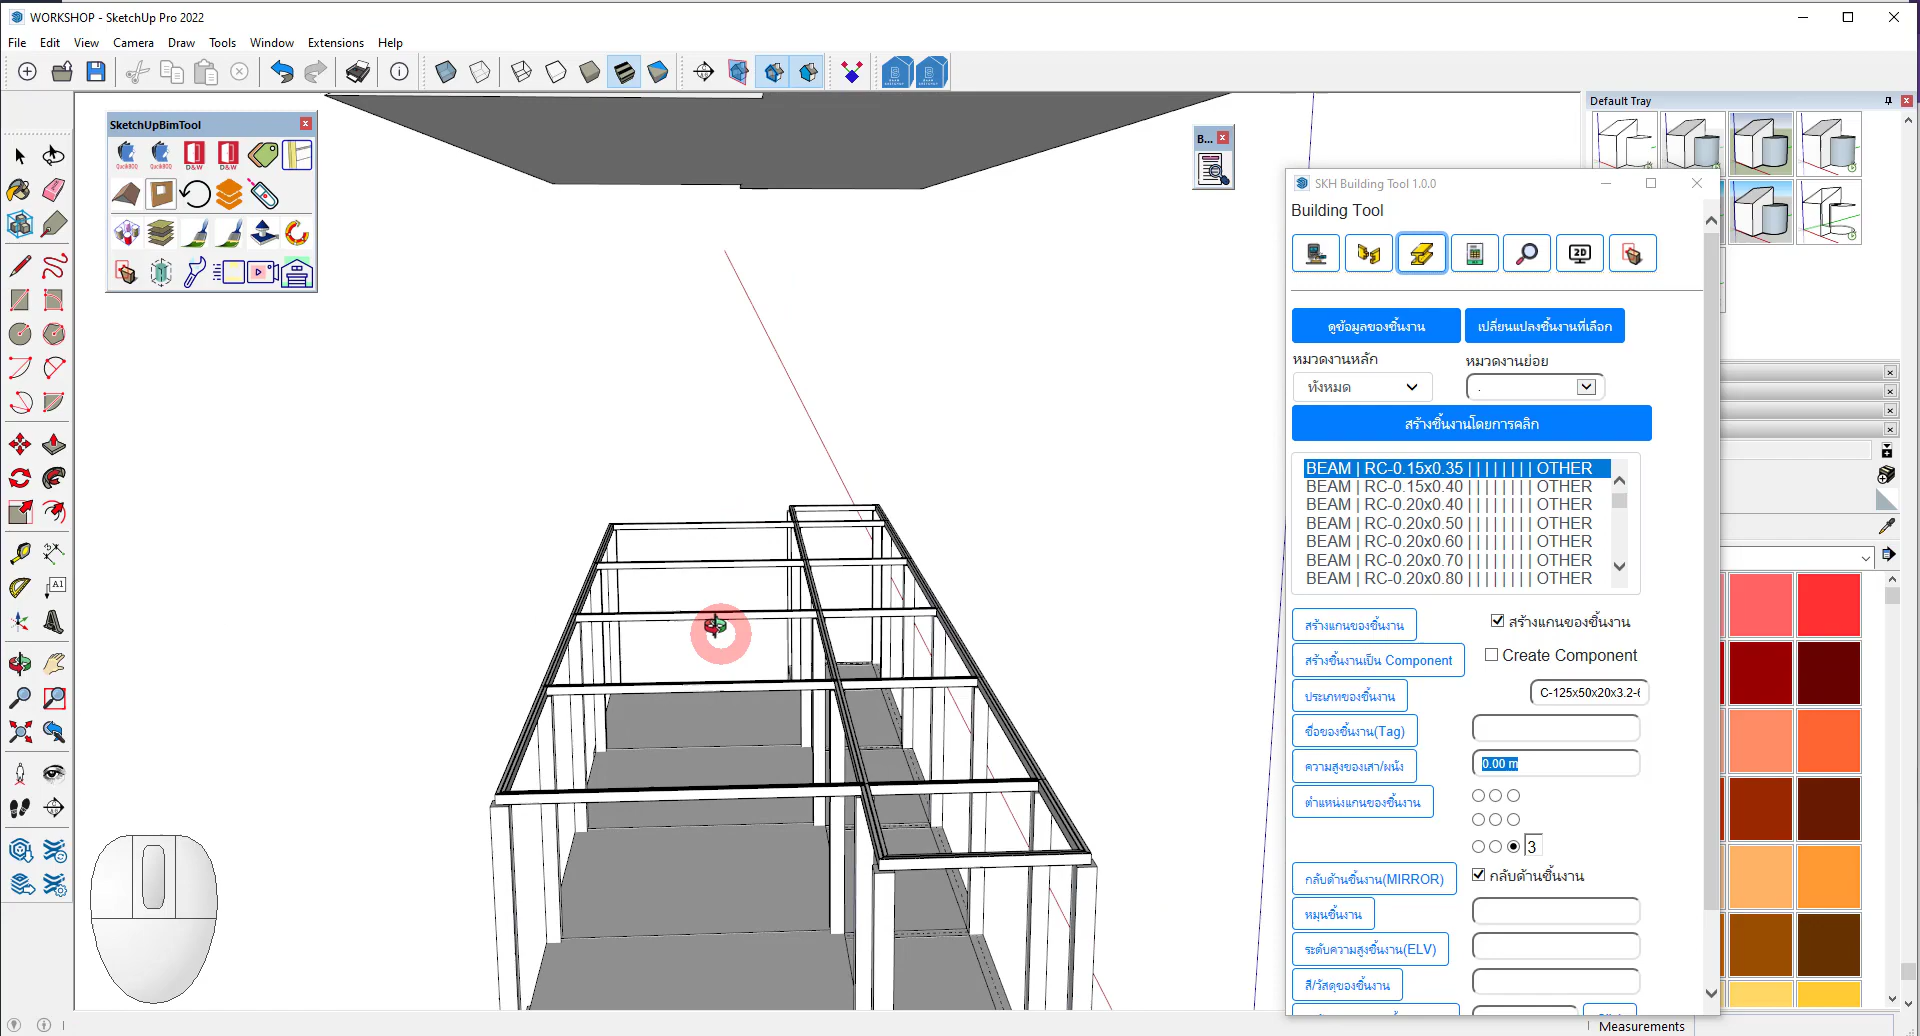 WORKSHOP - SketchUp Pro 2022
File Edit View Camera Draw Tools Window Extensions Help
Default Tray
SketchUpBimTool
QuickBOQ QuickBOQ D&W D&W
B...
SKH Building Tool 1.0.0
Building Tool
2D
ดูข้อมูลของชิ้นงาน เปลี่ยนแปลงชิ้นงานที่เลือก
หมวดงานหลัก หมวดงานย่อย
ทั้งหมด .
สร้างชิ้นงานโดยการคลิก
BEAM | RC-0.15x0.35 | | | | | | | | OTHER
BEAM | RC-0.15x0.40 | | | | | | | | OTHER
BEAM | RC-0.20x0.40 | | | | | | | | OTHER
BEAM | RC-0.20x0.50 | | | | | | | | OTHER
BEAM | RC-0.20x0.60 | | | | | | | | OTHER
BEAM | RC-0.20x0.70 | | | | | | | | OTHER
BEAM | RC-0.20x0.80 | | | | | | | | OTHER
สร้างแกนของชิ้นงาน สร้างแกนของชิ้นงาน
สร้างชิ้นงานเป็น Component Create Component
ประเภทของชิ้นงาน C-125x50x20x3.2-6
ชื่อของชิ้นงาน(Tag)
ความสูงของเสา/ผนัง 0.00 m
ตำแหน่งแกนของชิ้นงาน
3
กลับด้านชิ้นงาน(MIRROR) กลับด้านชิ้นงาน
หมุนชิ้นงาน
ระดับความสูงชิ้นงาน(ELV)
สี/วัสดุของชิ้นงาน
A1
Measurements